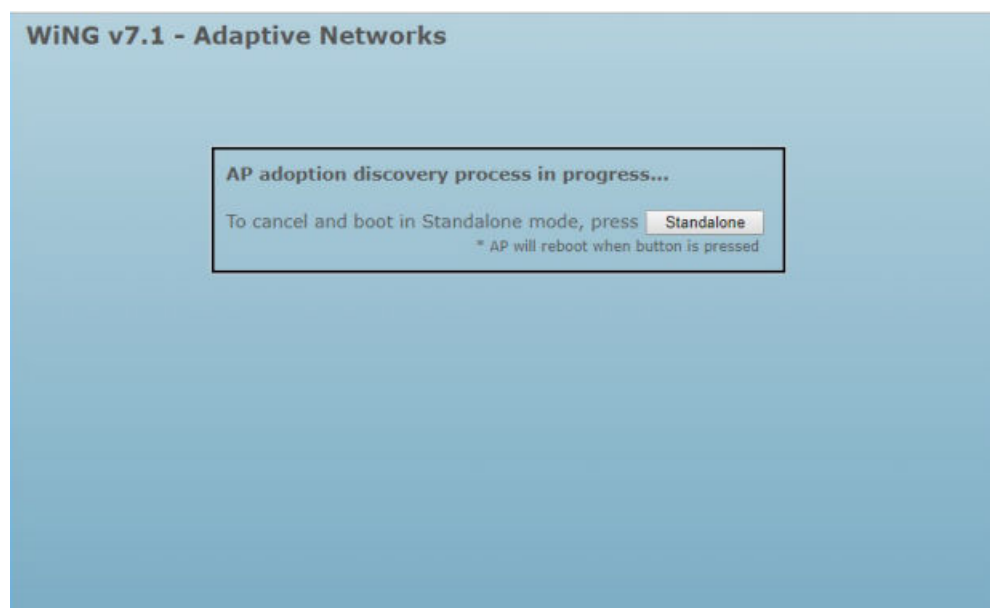 WiNG v7.1 - Adaptive Networks
AP adoption discovery process in progress...
To cancel and boot in Standalone mode, press Standalone
* AP will reboot when button is pressed